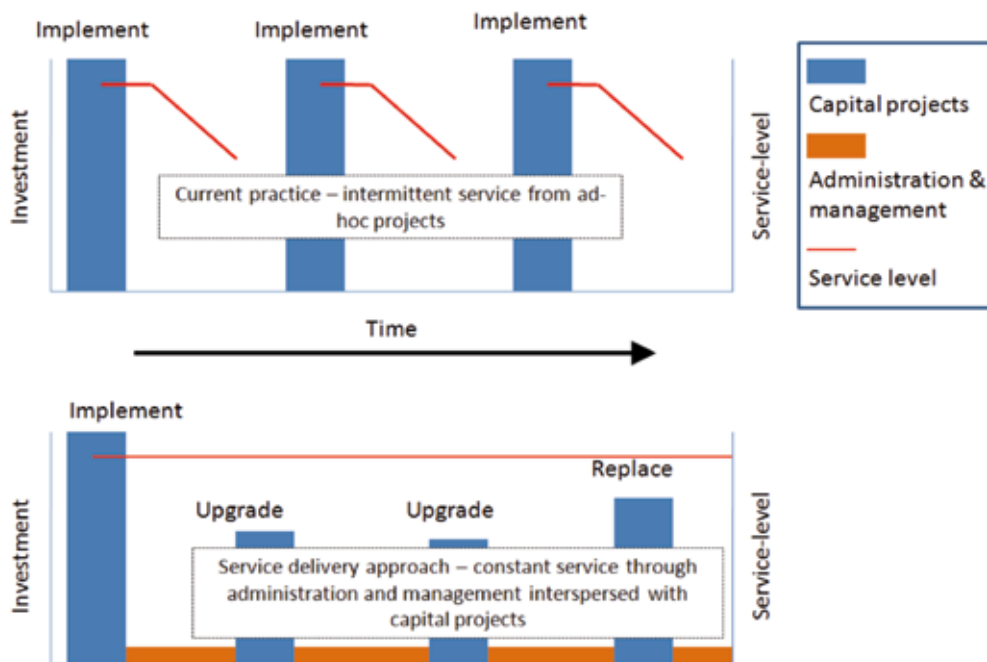 Implement
Implement
Implement
Investment
Service-level
Current practice – intermittent service from ad-
hoc projects
Capital projects
Administration &
management
Service level
Time
Implement
Upgrade
Upgrade
Replace
Investment
Service-level
Service delivery approach – constant service through
administration and management interspersed with
capital projects